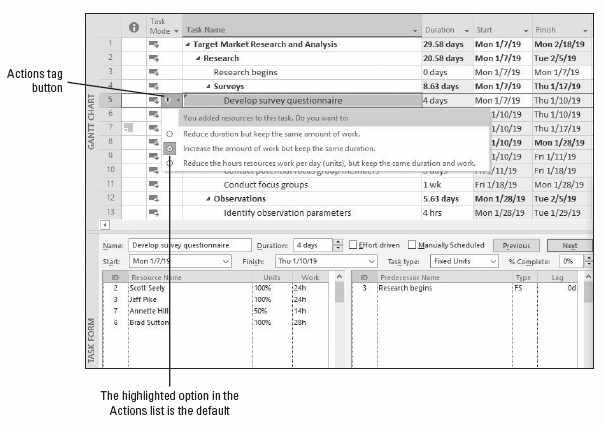 Task
Mode Task Name Duration Start Finish
1 Target Market Research and Analysis 29.58 days Mon 1/7/19 Mon 2/18/19
2 Research 20.58 days Mon 1/7/19 Tue 2/5/19
3 Research begins 0 days Mon 1/7/19 Mon 1/7/19
4 Surveys 8.63 days Mon 1/7/19 Thu 1/17/19
Actions tag
button
5 Develop survey questionnaire 4 days Mon 1/7/19 Thu 1/10/19
You added resources to this task. Do you want to:
1/10/19 Thu 1/10/19
7 Reduce duration but keep the same amount of work. 1/10/19 Thu 1/17/19
8 Increase the amount of work but keep the same duration. 1/10/19 Mon 1/28/19
9 Reduce the hours resources work per day (units), but keep the same duration and work. 1/10/19 Fri 1/11/19
10 Contact potential focus group members days Fri 1/11/19 Fri 1/18/19
11 Conduct focus groups 1 wk Fri 1/18/19 Mon 1/28/19
12 Observations 5.63 days Mon 1/28/19 Tue 2/5/19
13 Identify observation parameters 4 hrs Mon 1/28/19 Tue 1/29/19
GANTT CHART
Name: Develop survey questionnaire Duration: 4 days Effort driven Manually Scheduled Previous Next
Start: Mon 1/7/19 Finish: Thu 1/10/19 Task type: Fixed Units % Complete: 0%
ID Resource Name Units Work ID Predecessor Name Type Lag
2 Scott Seely 100% 24h 3 Research begins FS 0d
3 Jeff Pike 100% 24h
7 Annette Hill 50% 14h
6 Brad Sutton 100% 28h
TASK FORM
The highlighted option in the
Actions list is the default